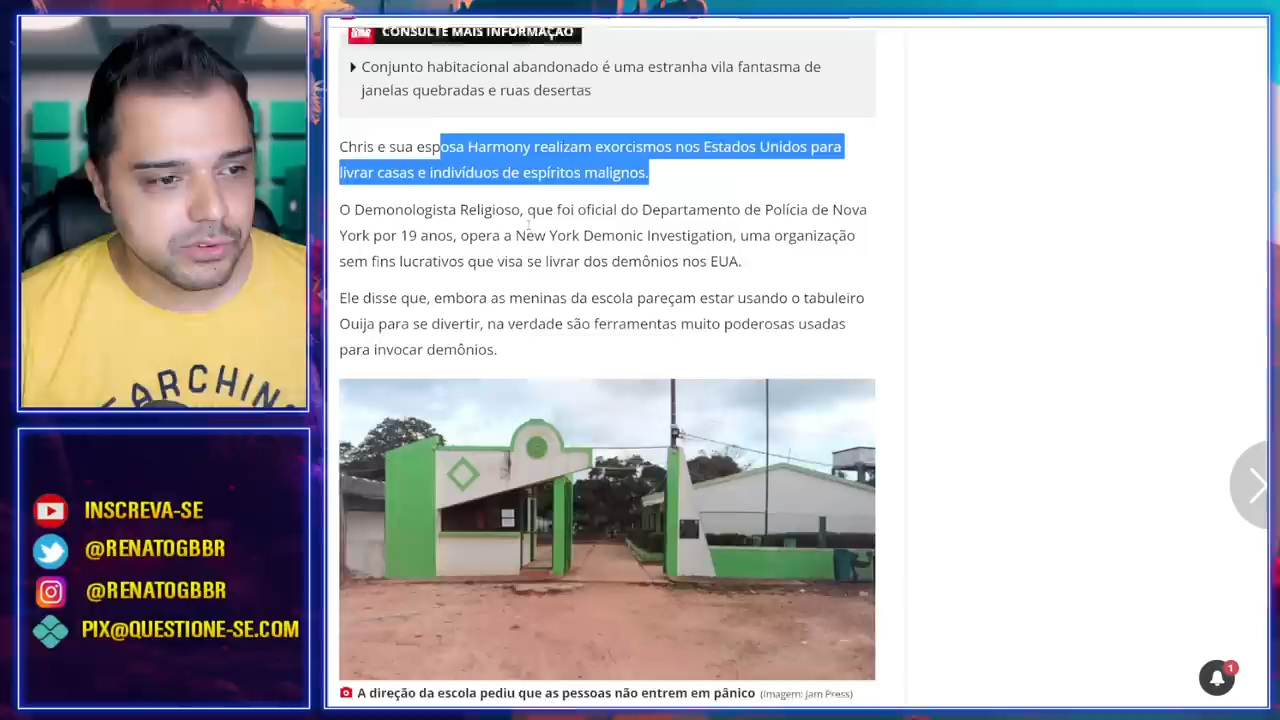 CONSULTE MAIS INFORMAÇÃO
Conjunto habitacional abandonado é uma estranha vila fantasma de
janelas quebradas e ruas desertas
Chris e sua esposa Harmony realizam exorcismos nos Estados Unidos para
livrar casas e indivíduos de espíritos malignos.
O Demonologista Religioso, que foi oficial do Departamento de Polícia de Nova
York por 19 anos, opera a New York Demonic Investigation, uma organização
sem fins lucrativos que visa se livrar dos demônios nos EUA.
Ele disse que, embora as meninas da escola pareçam estar usando o tabuleiro
Ouija para se divertir, na verdade são ferramentas muito poderosas usadas
para invocar demônios.
A direção da escola pediu que as pessoas não entrem em pânico (Imagem: Jam Press)
ARCHIN
INSCREVA-SE
@RENATOGBBR
@RENATOGBBR
PIX@QUESTIONE-SE.COM
1